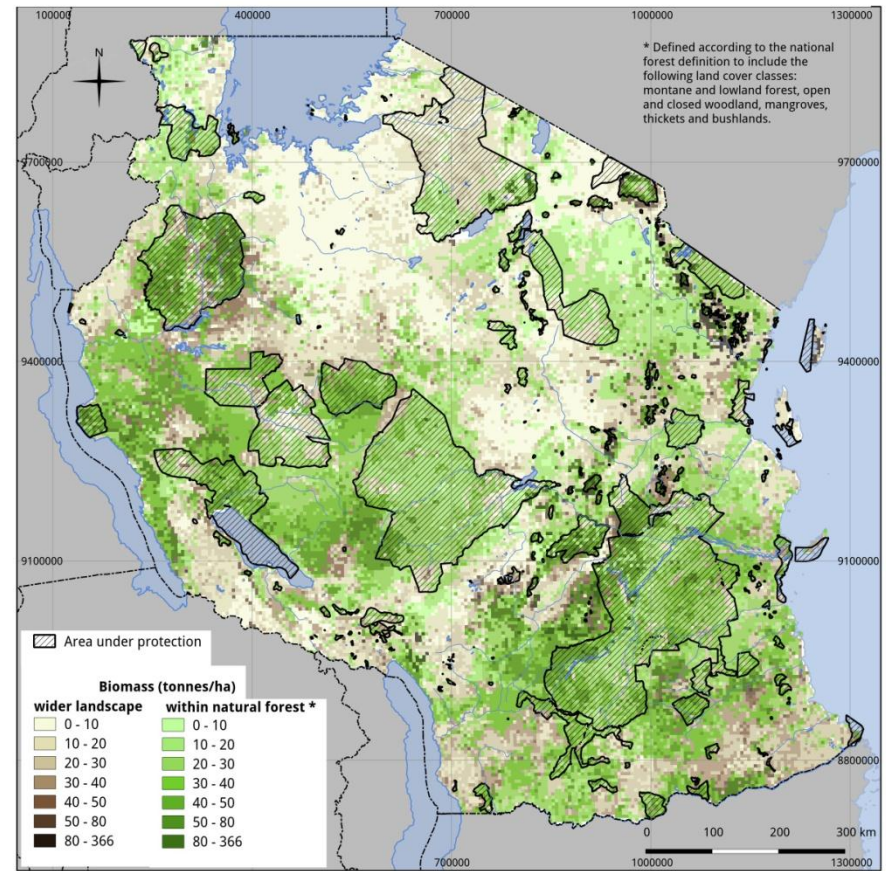 100000 400000 700000 1000000 1300000
N
* Defined according to the national
forest definition to include the
following land cover classes:
montane and lowland forest, open
and closed woodland, mangroves,
thickets and bushlands.
9700000 9700000
9400000 9400000
9100000 9100000
Area under protection
Biomass (tonnes/ha)
wider landscape within natural forest *
0 - 10 0 - 10
10 - 20 10 - 20
20 - 30 20 - 30
30 - 40 30 - 40
40 - 50 40 - 50
50 - 80 50 - 80
80 - 366 80 - 366
8800000
0 100 200 300 km
700000 1000000 1300000